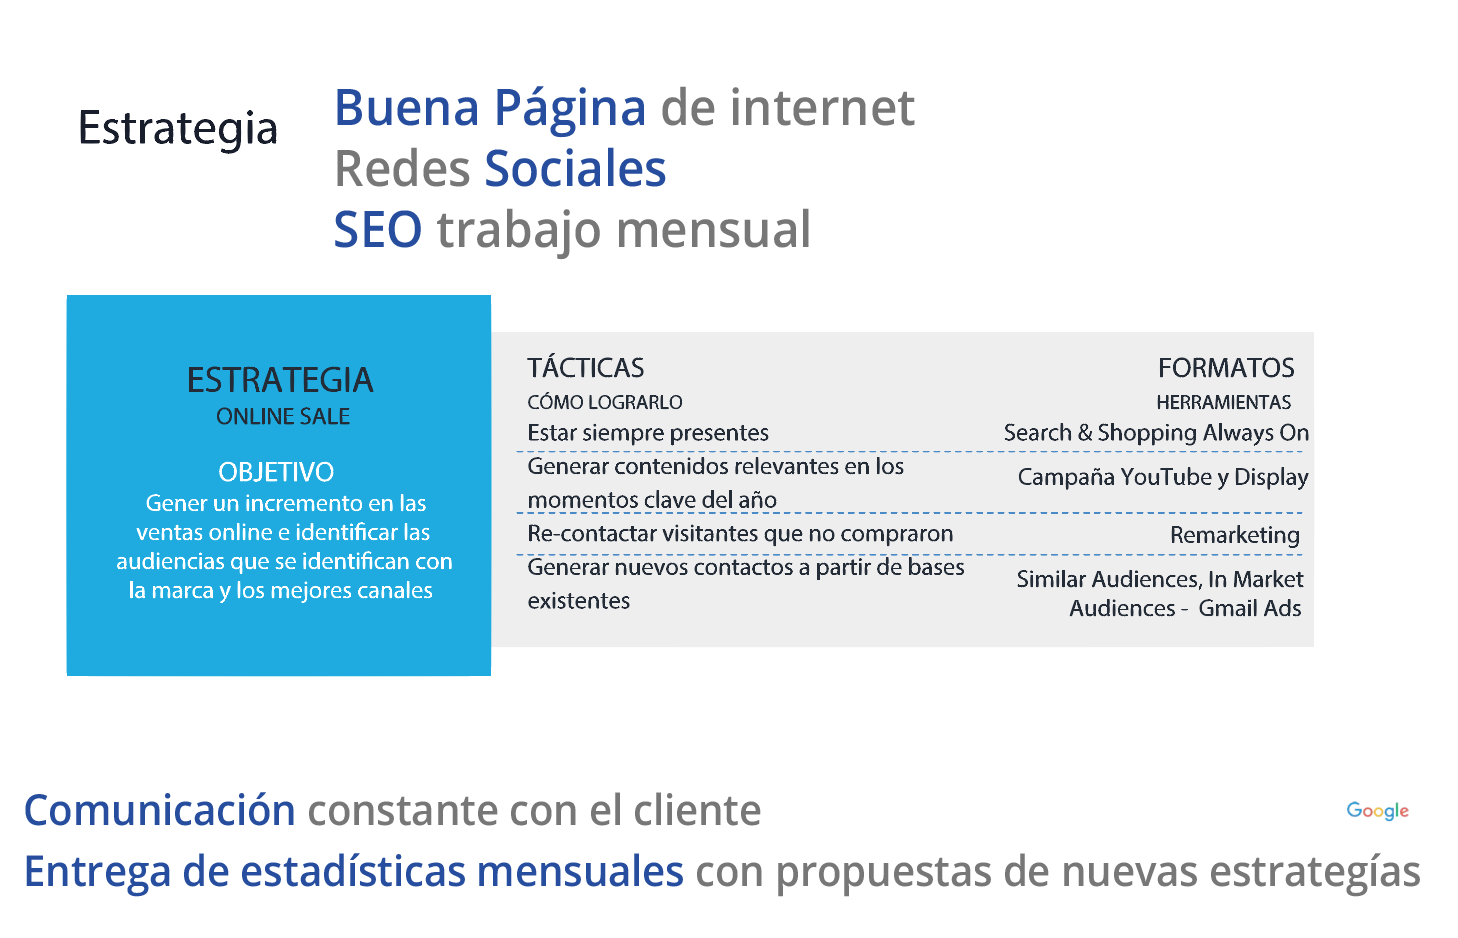 Estrategia
Buena Página de internet
Redes Sociales
SEO trabajo mensual
ESTRATEGIA
ONLINE SALE
OBJETIVO
Gener un incremento en las
ventas online e identificar las
audiencias que se identifican con
la marca y los mejores canales
TÁCTICAS
CÓMO LOGRARLO
FORMATOS
HERRAMIENTAS
Estar siempre presentes
Search & Shopping Always On
Generar contenidos relevantes en los
momentos clave del año
Campaña YouTube y Display
Re-contactar visitantes que no compraron
Remarketing
Generar nuevos contactos a partir de bases
existentes
Similar Audiences, In Market
Audiences - Gmail Ads
Comunicación constante con el cliente
Google
Entrega de estadísticas mensuales con propuestas de nuevas estrategías